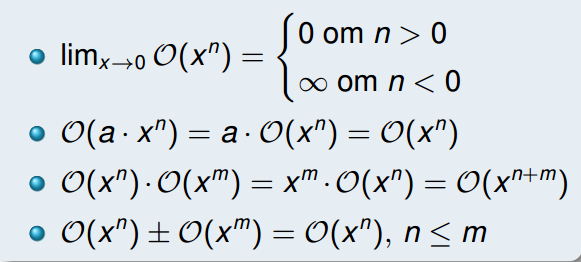 • lim_{x→0} 𝒪(xⁿ) = { 0 om n > 0
∞ om n < 0
• 𝒪(a · xⁿ) = a · 𝒪(xⁿ) = 𝒪(xⁿ)
• 𝒪(xⁿ) · 𝒪(xᵐ) = xᵐ · 𝒪(xⁿ) = 𝒪(xⁿ⁺ᵐ)
• 𝒪(xⁿ) ± 𝒪(xᵐ) = 𝒪(xⁿ), n ≤ m